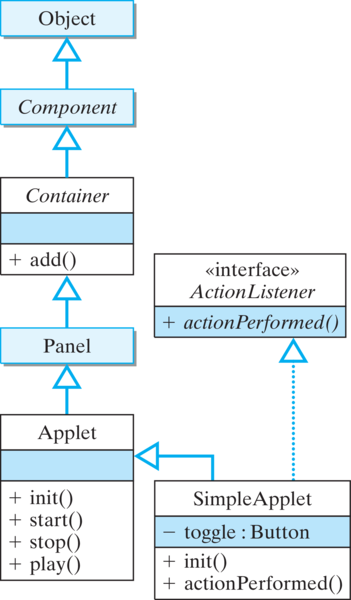 Object
Component
Container
+ add()
«interface»
ActionListener
+ actionPerformed()
Panel
Applet
+ init()
+ start()
+ stop()
+ play()
SimpleApplet
− toggle : Button
+ init()
+ actionPerformed()